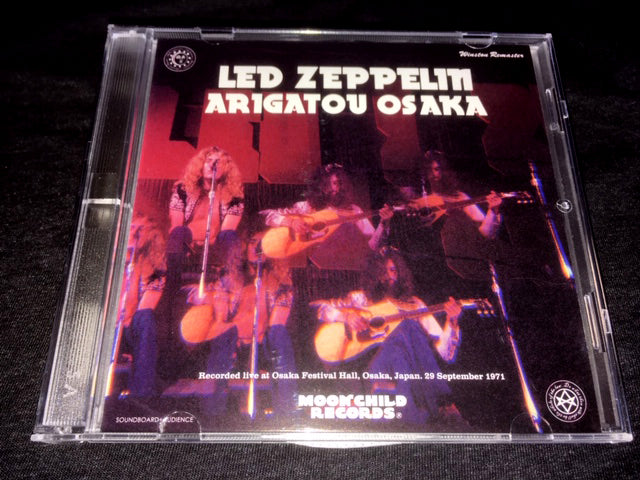 Winston Remaster
LED ZEPPELIN
ARIGATOU OSAKA
Recorded live at Osaka Festival Hall, Osaka, Japan. 29 September 1971
MOONCHILD
RECORDS®
SOUNDBOARD+AUDIENCE